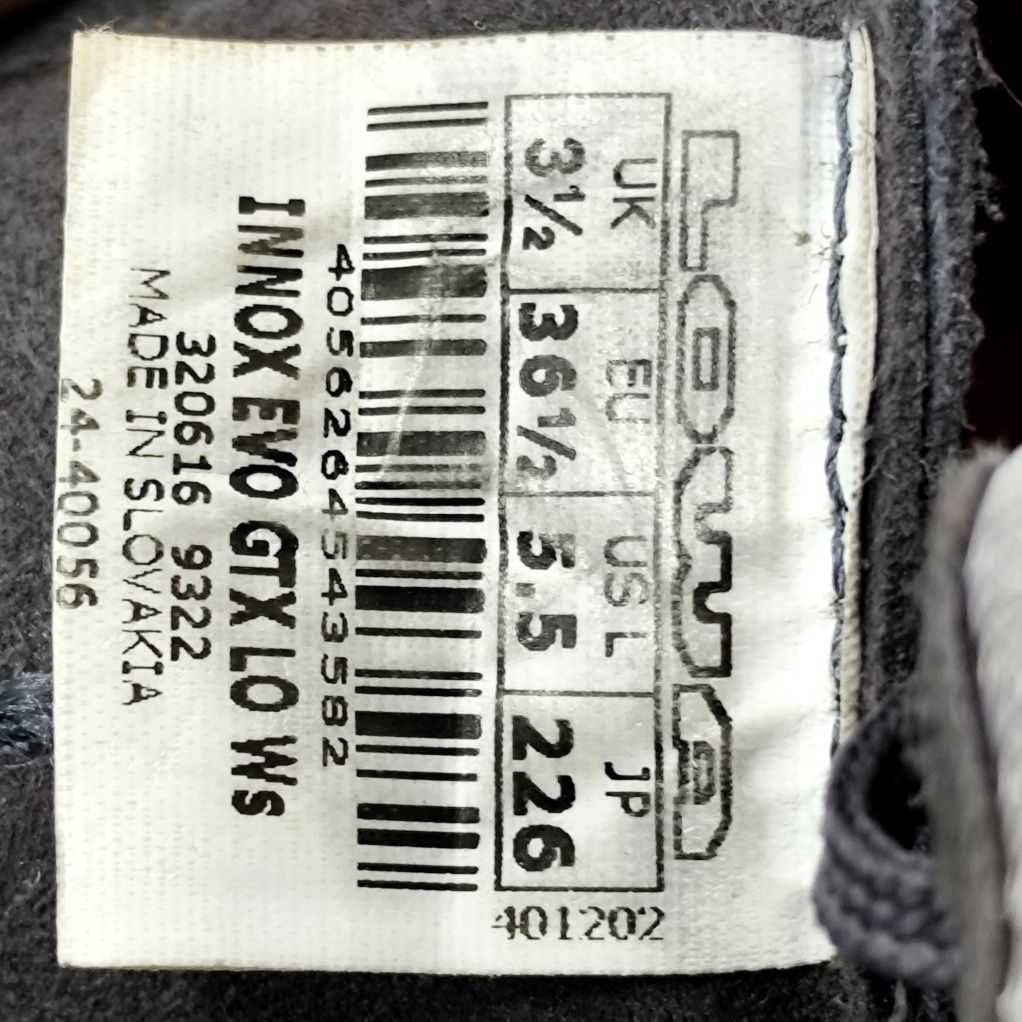 LOWA
UK EU US L JP
3½ 36½ 5.5 226
401202
4056284543582
INNOX EVO GTX LO Ws
320616 9322
MADE IN SLOVAKIA
24-40056